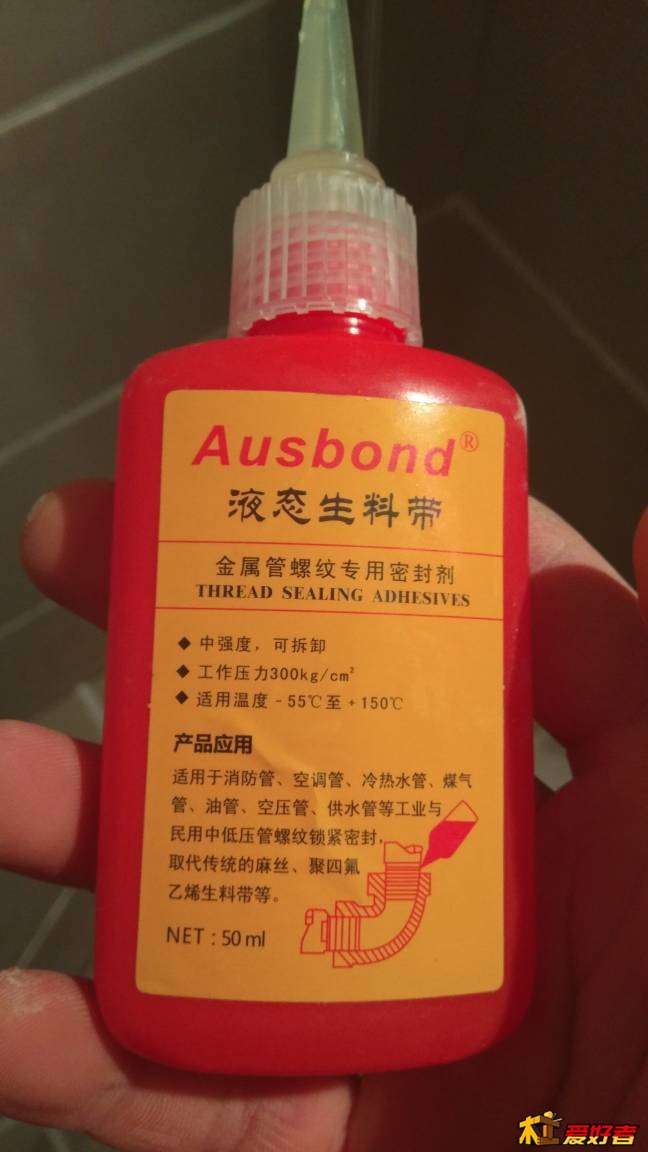 Ausbond®
液态生料带
金属管螺纹专用密封剂
THREAD SEALING ADHESIVES
◆ 中强度，可拆卸
◆ 工作压力300kg/cm²
◆ 适用温度-55℃至+150℃
产品应用
适用于消防管、空调管、冷热水管、煤气
管、油管、空压管、供水管等工业与
民用中低压管螺纹锁紧密封，
取代传统的麻丝、聚四氟
乙烯生料带等。
NET : 50 ml
爱好者